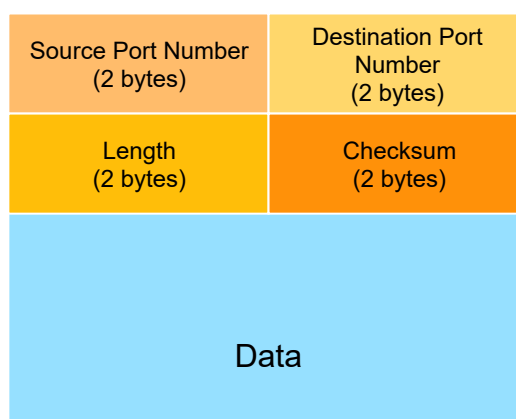 Source Port Number
(2 bytes)
Destination Port
Number
(2 bytes)
Length
(2 bytes)
Checksum
(2 bytes)
Data